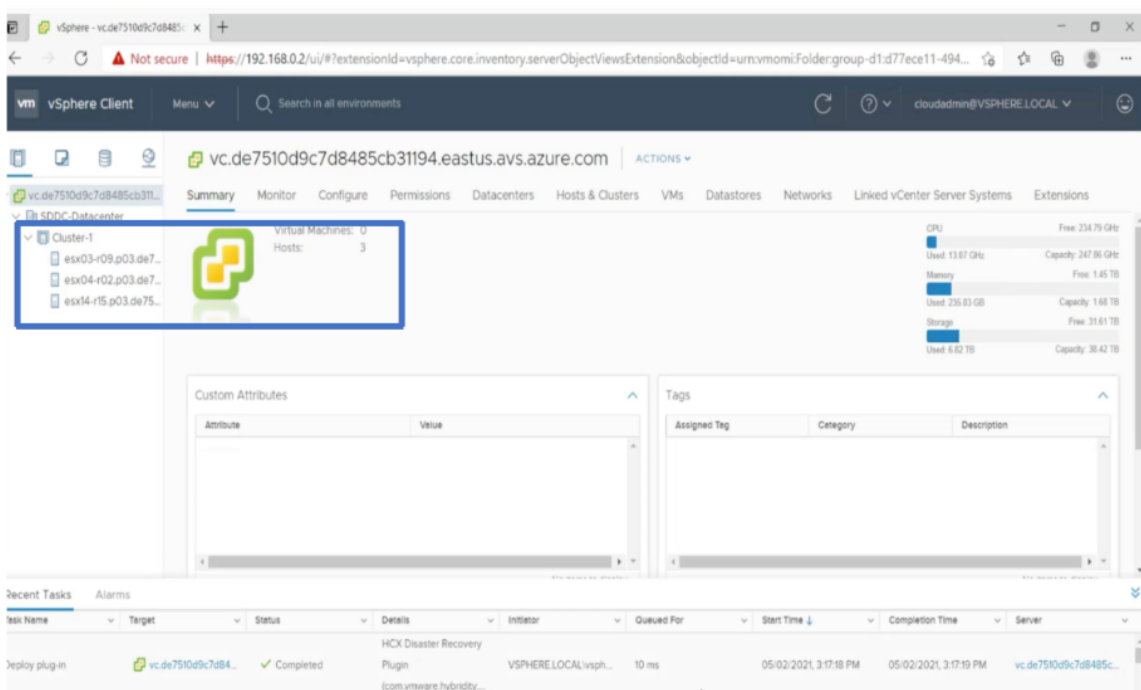 vSphere - vc.de7510d9c7d8485c
Not secure | https://192.168.0.2/ui/#?extensionId=vsphere.core.inventory.serverObjectViewsExtension&objectId=urn:vmomi:Folder:group-d1:d77ece11-494...
vm vSphere Client Menu Search in all environments cloudadmin@VSPHERE.LOCAL
vc.de7510d9c7d8485cb31194.eastus.avs.azure.com ACTIONS
vc.de7510d9c7d8485cb311...
Summary Monitor Configure Permissions Datacenters Hosts & Clusters VMs Datastores Networks Linked vCenter Server Systems Extensions
SDDC-Datacenter
Cluster-1
esx03-r09.p03.de7...
esx04-r02.p03.de7...
esx14-r15.p03.de75...
Virtual Machines: 0
Hosts: 3
CPU Free: 234.79 GHz
Used: 13.07 GHz Capacity: 247.86 GHz
Memory Free: 1.45 TB
Used: 235.83 GB Capacity: 1.68 TB
Storage Free: 31.61 TB
Used: 6.82 TB Capacity: 38.42 TB
Custom Attributes
Attribute Value
Tags
Assigned Tag Category Description
Recent Tasks Alarms
Task Name Target Status Details Initiator Queued For Start Time Completion Time Server
HCX Disaster Recovery
Deploy plug-in vc.de7510d9c7d84... Completed Plugin VSPHERE.LOCAL\vsph... 10 ms 05/02/2021, 3:17:18 PM 05/02/2021, 3:17:19 PM vc.de7510d9c7d8485c...
(com.vmware.hybridity....